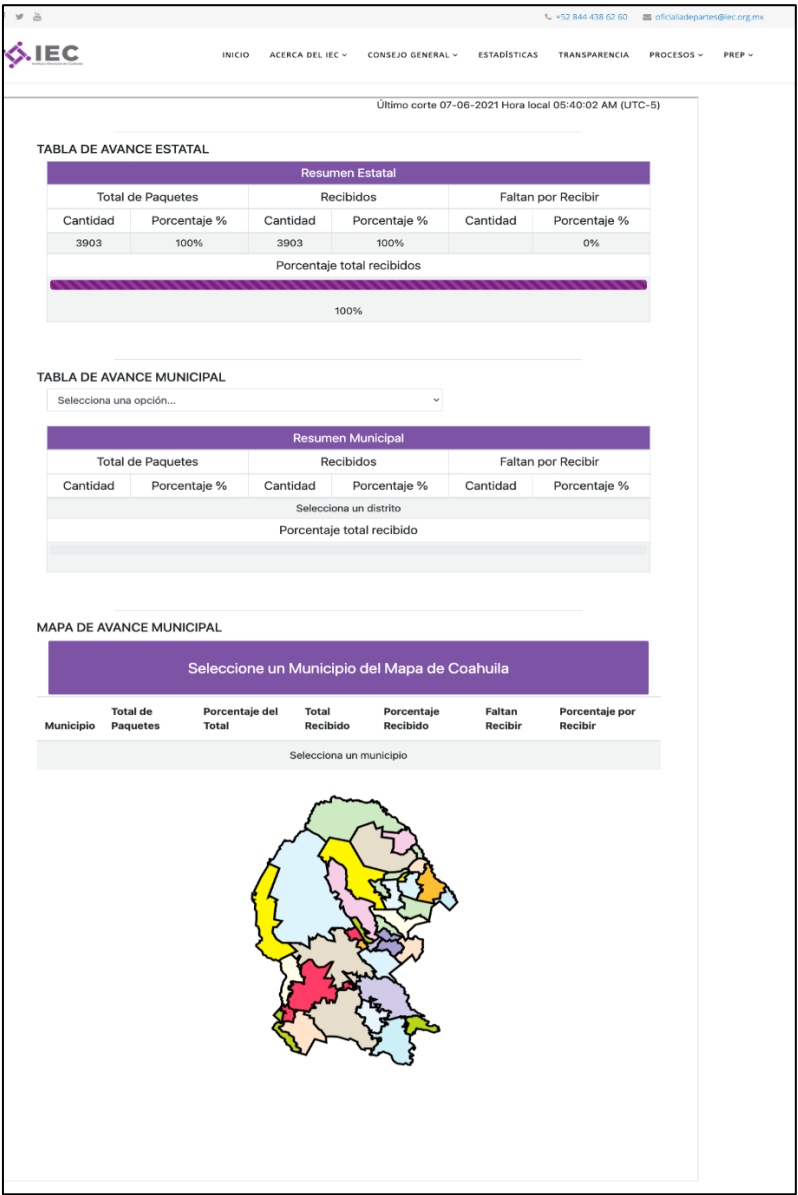 +52 844 438 62 60 oficialiadepartes@iec.org.mx
IEC
INICIO ACERCA DEL IEC CONSEJO GENERAL ESTADÍSTICAS TRANSPARENCIA PROCESOS PREP
Último corte 07-06-2021 Hora local 05:40:02 AM (UTC-5)
TABLA DE AVANCE ESTATAL
Resumen Estatal
Total de Paquetes Recibidos Faltan por Recibir
Cantidad Porcentaje % Cantidad Porcentaje % Cantidad Porcentaje %
3903 100% 3903 100% 0%
Porcentaje total recibidos
100%
TABLA DE AVANCE MUNICIPAL
Selecciona una opción...
Resumen Municipal
Total de Paquetes Recibidos Faltan por Recibir
Cantidad Porcentaje % Cantidad Porcentaje % Cantidad Porcentaje %
Selecciona un distrito
Porcentaje total recibido
MAPA DE AVANCE MUNICIPAL
Seleccione un Municipio del Mapa de Coahuila
Municipio Total de Paquetes Porcentaje del Total Total Recibido Porcentaje Recibido Faltan Recibir Porcentaje por Recibir
Selecciona un municipio